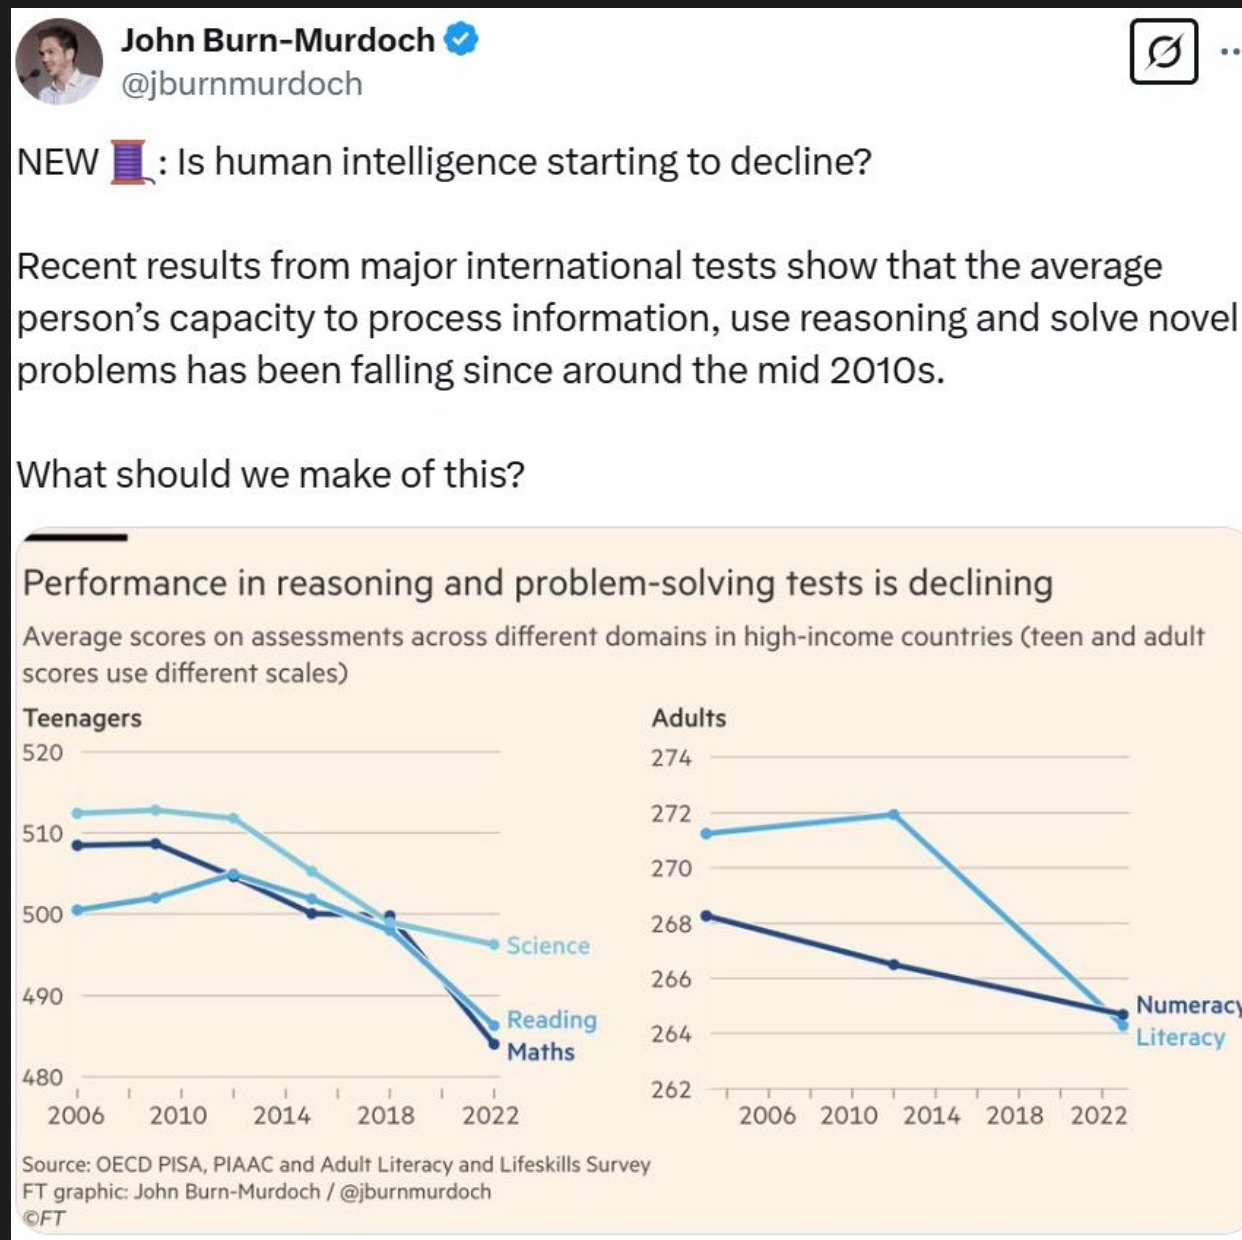 John Burn-Murdoch
@jburnmurdoch
NEW 🧵: Is human intelligence starting to decline?
Recent results from major international tests show that the average
person’s capacity to process information, use reasoning and solve novel
problems has been falling since around the mid 2010s.
What should we make of this?
Performance in reasoning and problem-solving tests is declining
Average scores on assessments across different domains in high-income countries (teen and adult
scores use different scales)
Teenagers
520
510
500
490
480
Science
Reading
Maths
2006 2010 2014 2018 2022
Adults
274
272
270
268
266
264
262
Numeracy
Literacy
2006 2010 2014 2018 2022
Source: OECD PISA, PIAAC and Adult Literacy and Lifeskills Survey
FT graphic: John Burn-Murdoch / @jburnmurdoch
©FT